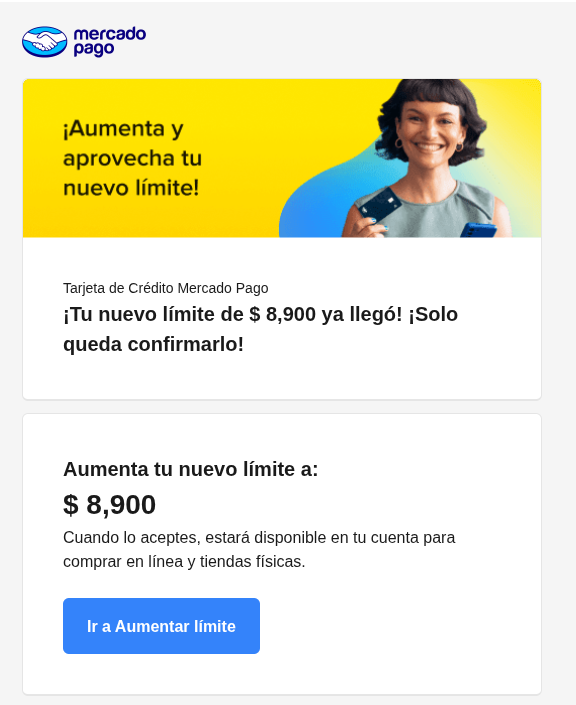 mercado
pago
¡Aumenta y
aprovecha tu
nuevo límite!
Tarjeta de Crédito Mercado Pago
¡Tu nuevo límite de $ 8,900 ya llegó! ¡Solo
queda confirmarlo!
Aumenta tu nuevo límite a:
$ 8,900
Cuando lo aceptes, estará disponible en tu cuenta para
comprar en línea y tiendas físicas.
Ir a Aumentar límite